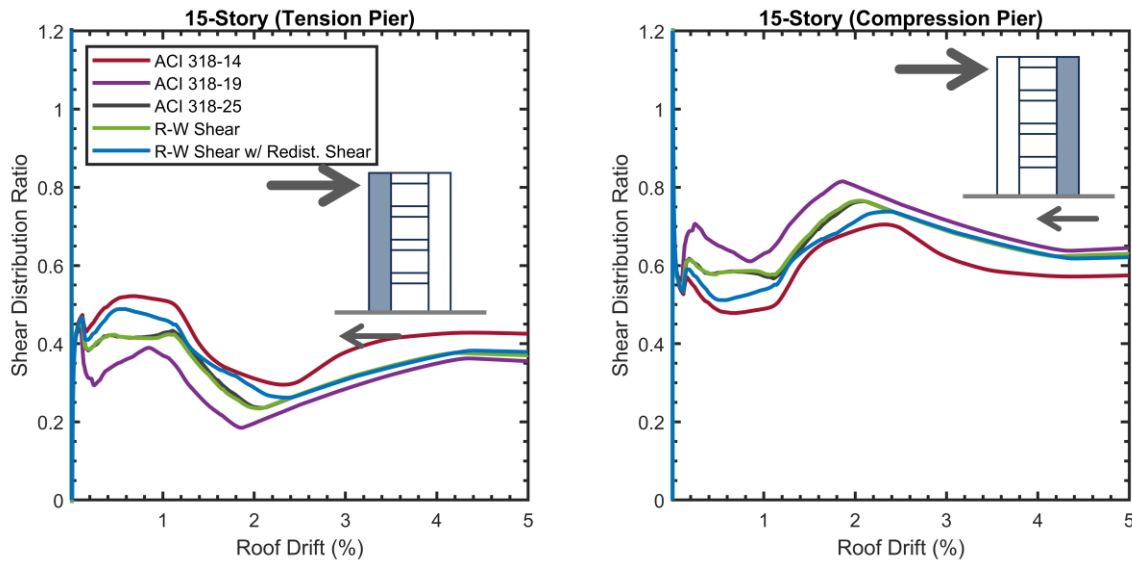 15-Story (Tension Pier)
1.2
1
0.8
0.6
0.4
0.2
0
Shear Distribution Ratio
ACI 318-14
ACI 318-19
ACI 318-25
R-W Shear
R-W Shear w/ Redist. Shear
1
2
3
4
5
Roof Drift (%)
15-Story (Compression Pier)
1.2
1
0.8
0.6
0.4
0.2
0
Shear Distribution Ratio
1
2
3
4
5
Roof Drift (%)